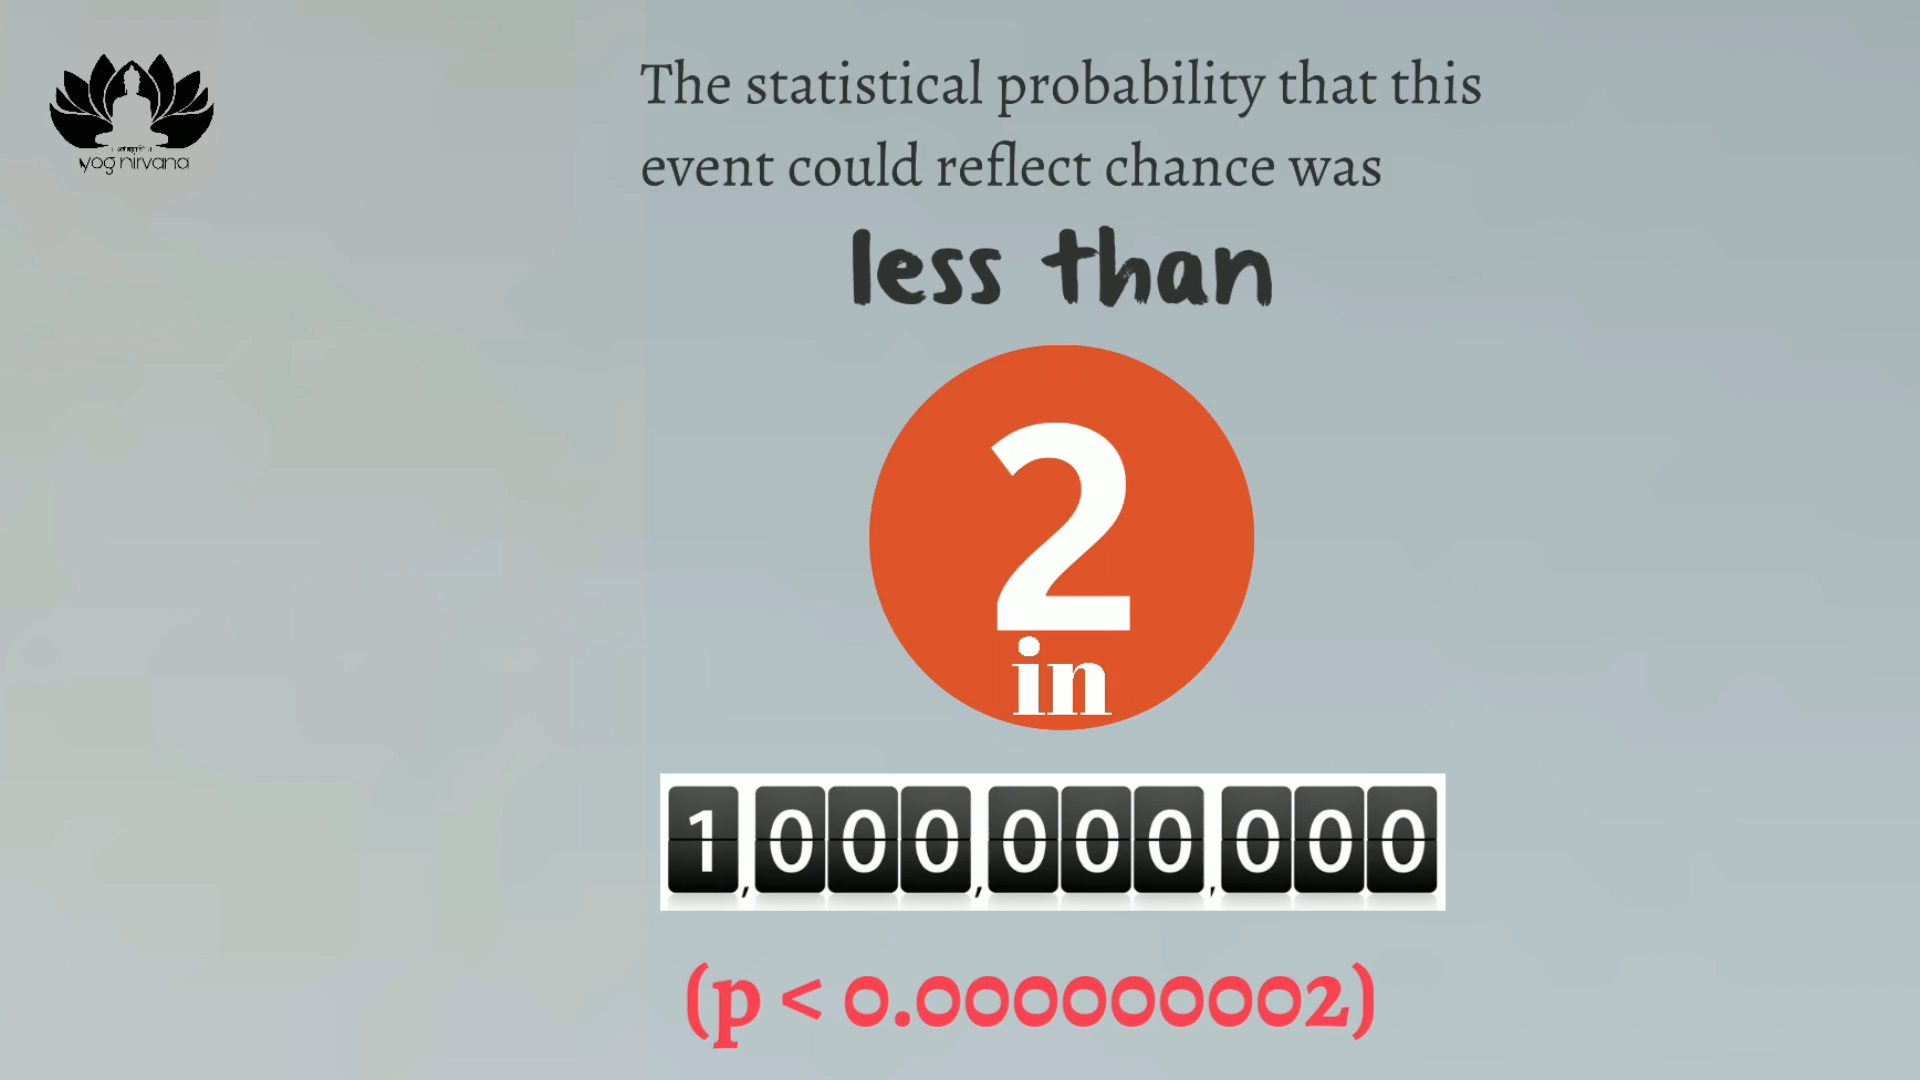 yog nirvana
The statistical probability that this
event could reflect chance was
less than
2
in
1,000,000,000
(p < 0.000000002)